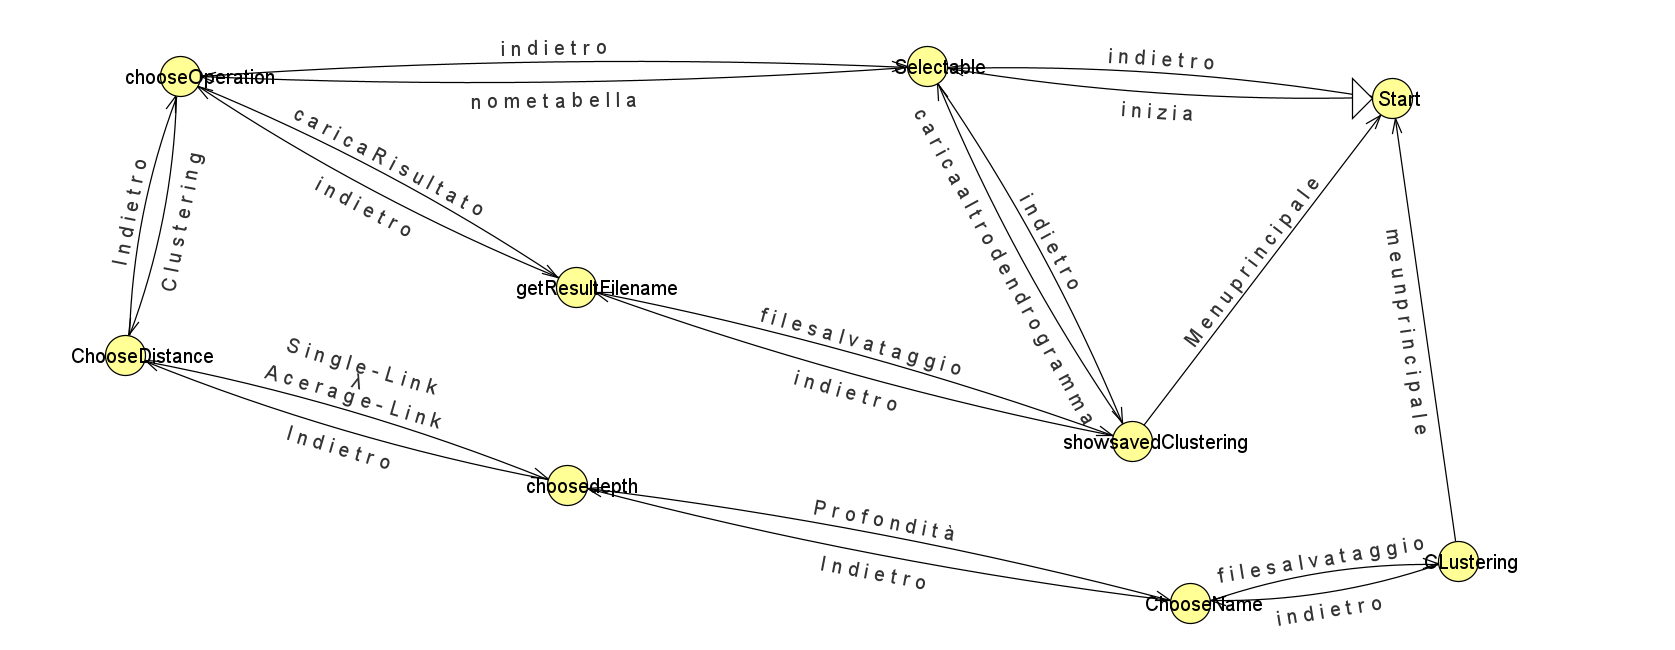 indietro
Selectable
indietro
chooseOperation
nometabella
Start
inizia
caricaRisultato
caricaaltrodendrogramma
Indietro
Clustering
indietro
indietro
Menuprincipale
meunprincipale
getResultFilename
filesalvataggio
ChooseDistance
Single-Link
λ
Acerage-Link
indietro
Indietro
showsavedClustering
choosedepth
Profondità
Indietro
filesalvataggio
CLustering
ChooseName
indietro